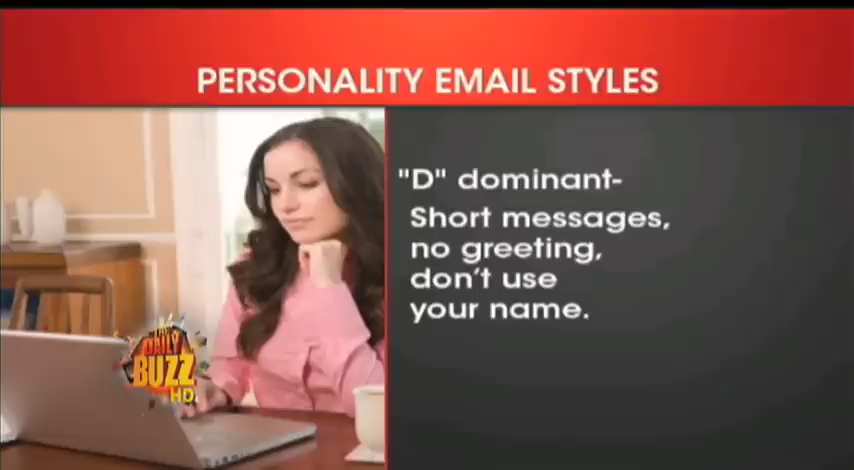 PERSONALITY EMAIL STYLES
"D" dominant-
Short messages,
no greeting,
don't use
your name.
THE
DAILY
BUZZ
HD